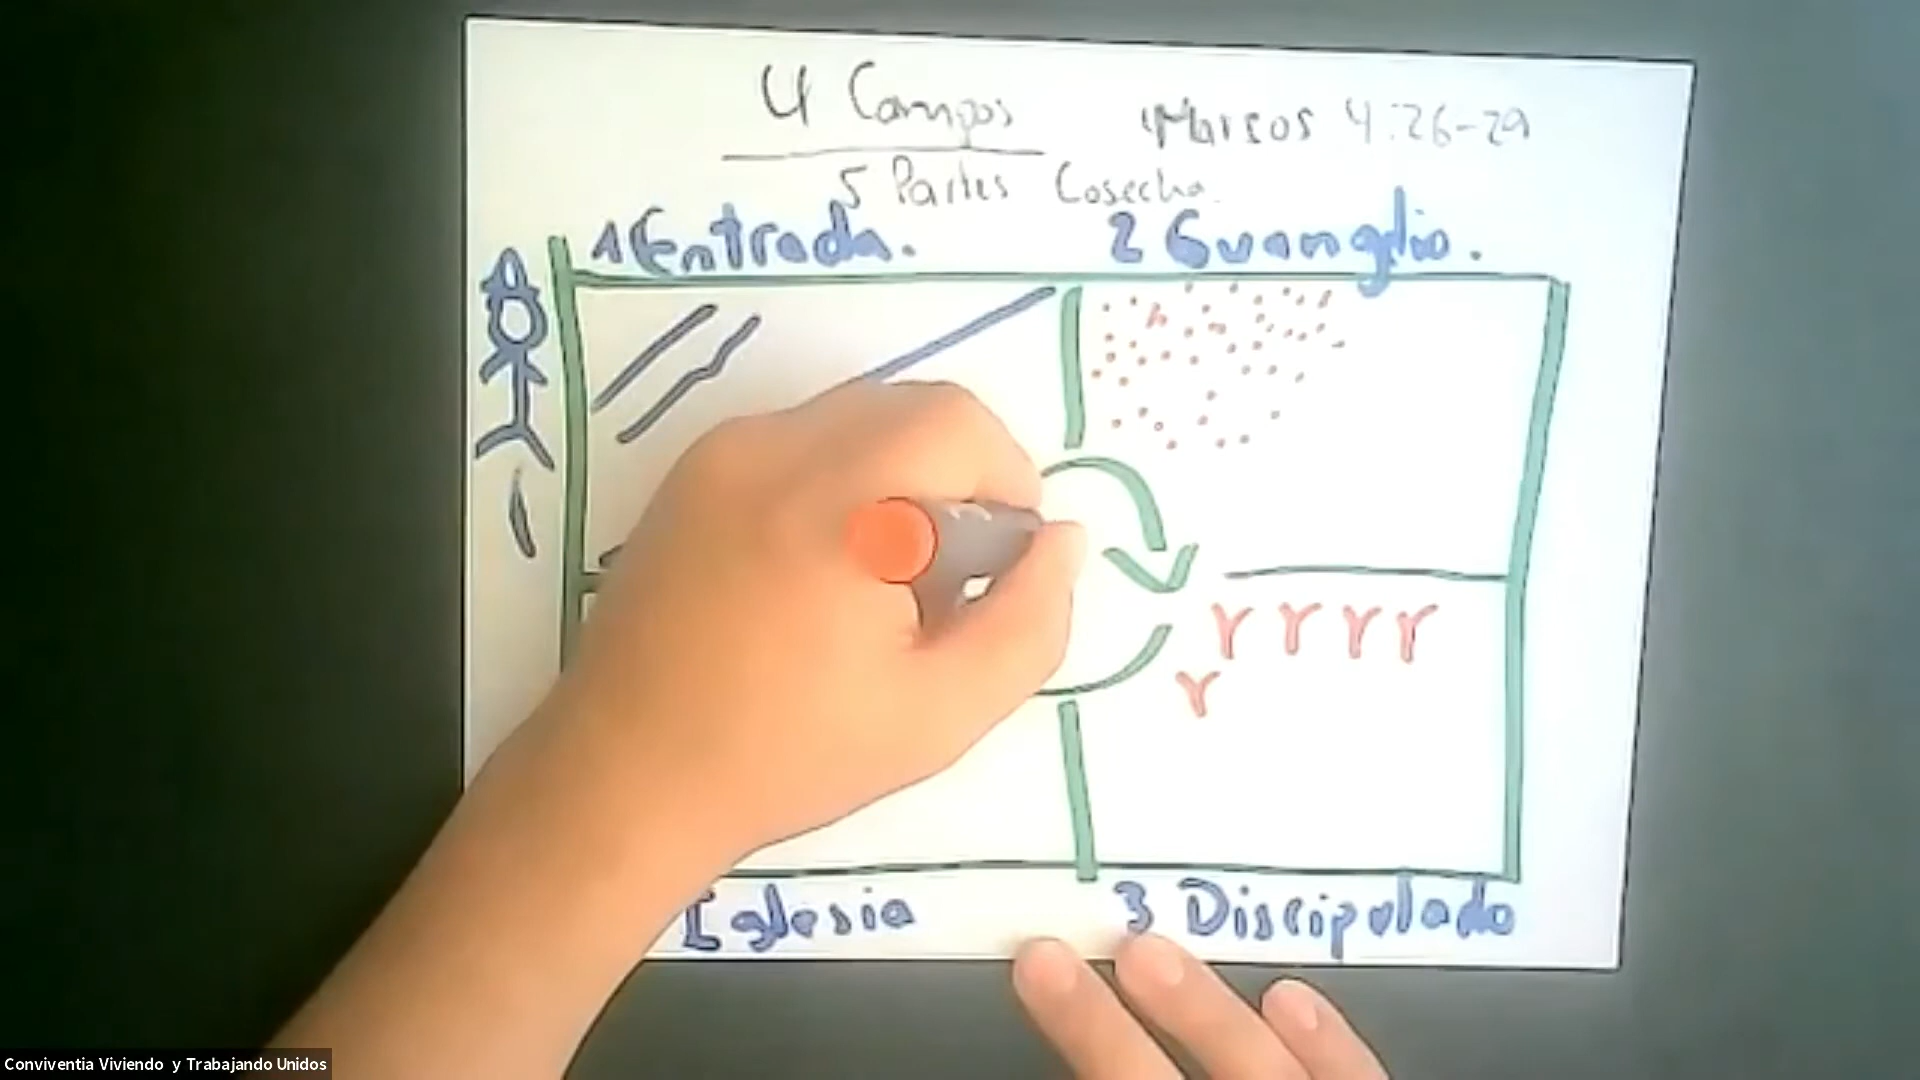 4 Campos
Marcos 4:26-29
5 Partes Cosecha.
1 Entrada.
2 Evanglio.
Iglesia
3 Discipulado
Conviventia Viviendo y Trabajando Unidos